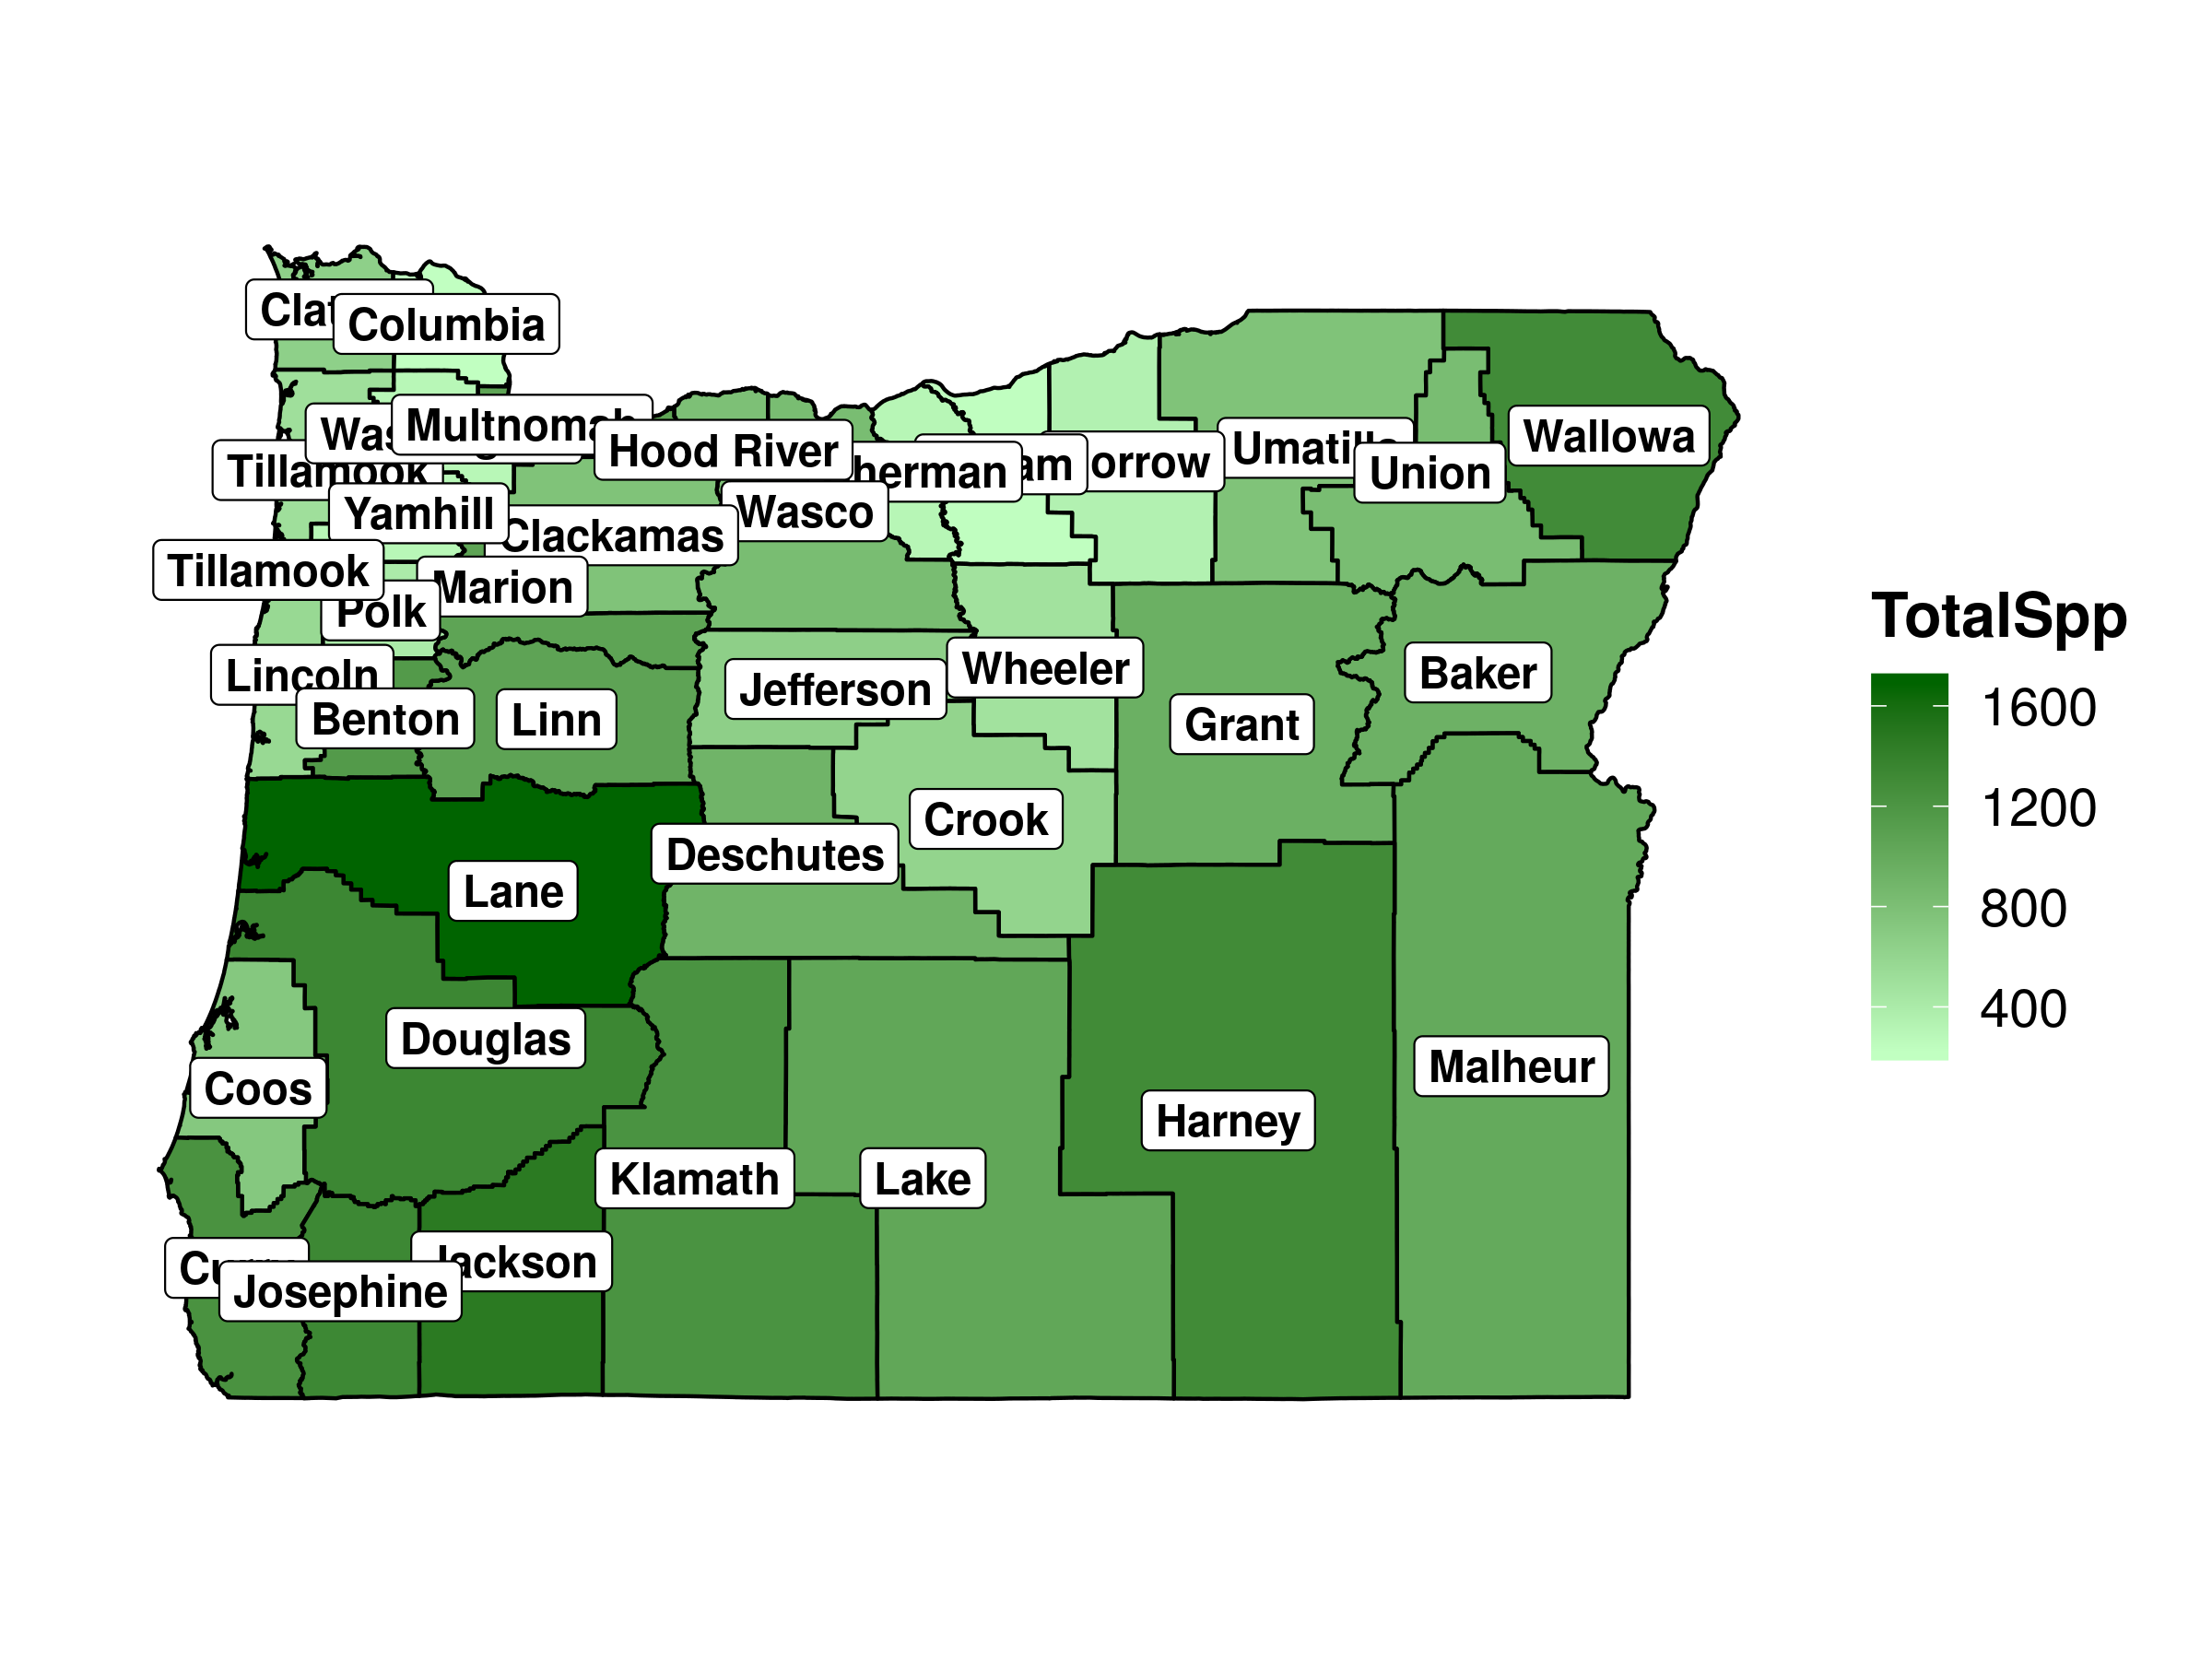 Clat
Columbia
Multnomah
Was
Hood River
Tillamook
herman
am
orrow
Umatilla
Union
Wallowa
Yamhill
Clackamas
Wasco
Tillamook
Polk
Marion
Lincoln
Benton
Linn
Jefferson
Wheeler
Grant
Baker
Crook
Deschutes
Lane
Douglas
Coos
Klamath
Lake
Harney
Malheur
Cu
Josephine
Jackson
TotalSpp
1600
1200
800
400